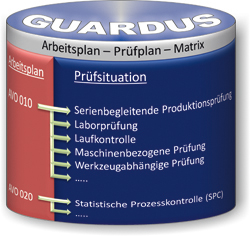 GUARDUS
Arbeitsplan – Prüfplan – Matrix
Arbeitsplan
Prüfsituation
AVO 010
Serienbegleitende Produktionsprüfung
Laborprüfung
Laufkontrolle
Maschinenbezogene Prüfung
Werkzeugabhängige Prüfung
.....
AVO 020
Statistische Prozesskontrolle (SPC)
.....